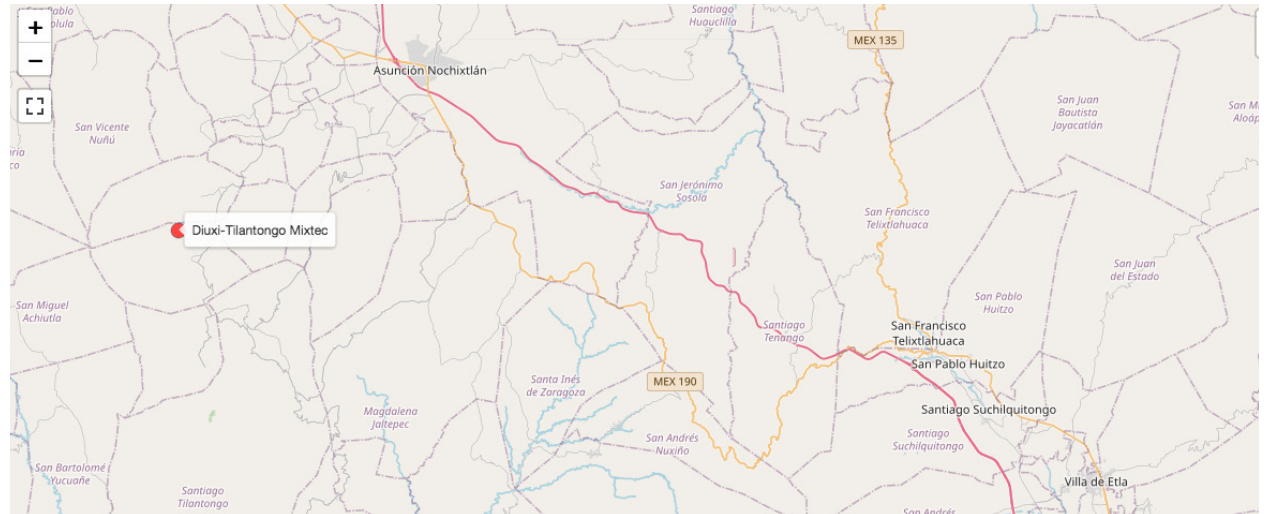 San Pablo
Santiago
Huauclilla
+
−
MEX 135
Asunción Nochixtlán
San Juan
Bautista
Jayacatlán
San Vicente
Nuñú
San Jerónimo
Sosola
San Francisco
Telixtlahuaca
Diuxi-Tilantongo Mixtec
San Juan
del Estado
San Miguel
Achiutla
San Pablo
Huitzo
Santiago
Tenango
San Francisco
Telixtlahuaca
San Pablo Huitzo
MEX 190
Santa Inés
de Zaragoza
Magdalena
Jaltepec
Santiago Suchilquitongo
San Andrés
Nuxiño
Santiago
Suchilquitongo
San Bartolomé
Yucuañe
Villa de Etla
Santiago
Tilantongo
San Andrés